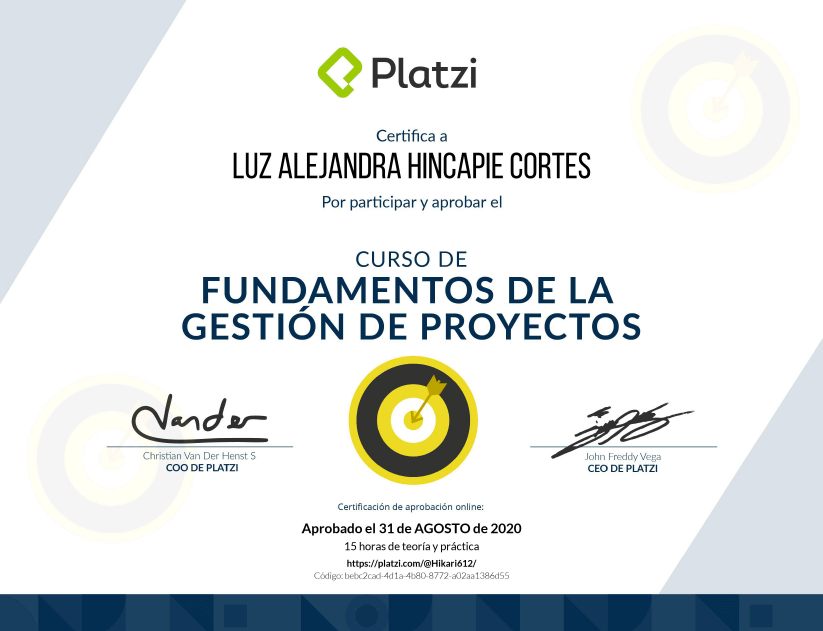 Platzi
Certifica a
LUZ ALEJANDRA HINCAPIE CORTES
Por participar y aprobar el
CURSO DE
FUNDAMENTOS DE LA
GESTIÓN DE PROYECTOS
Vander
Christian Van Der Henst S
COO DE PLATZI
John Freddy Vega
CEO DE PLATZI
Certificación de aprobación online:
Aprobado el 31 de AGOSTO de 2020
15 horas de teoría y práctica
https://platzi.com/@Hikari612/
Código: bebc2cad-4d1a-4b80-8772-a02aa1386d55